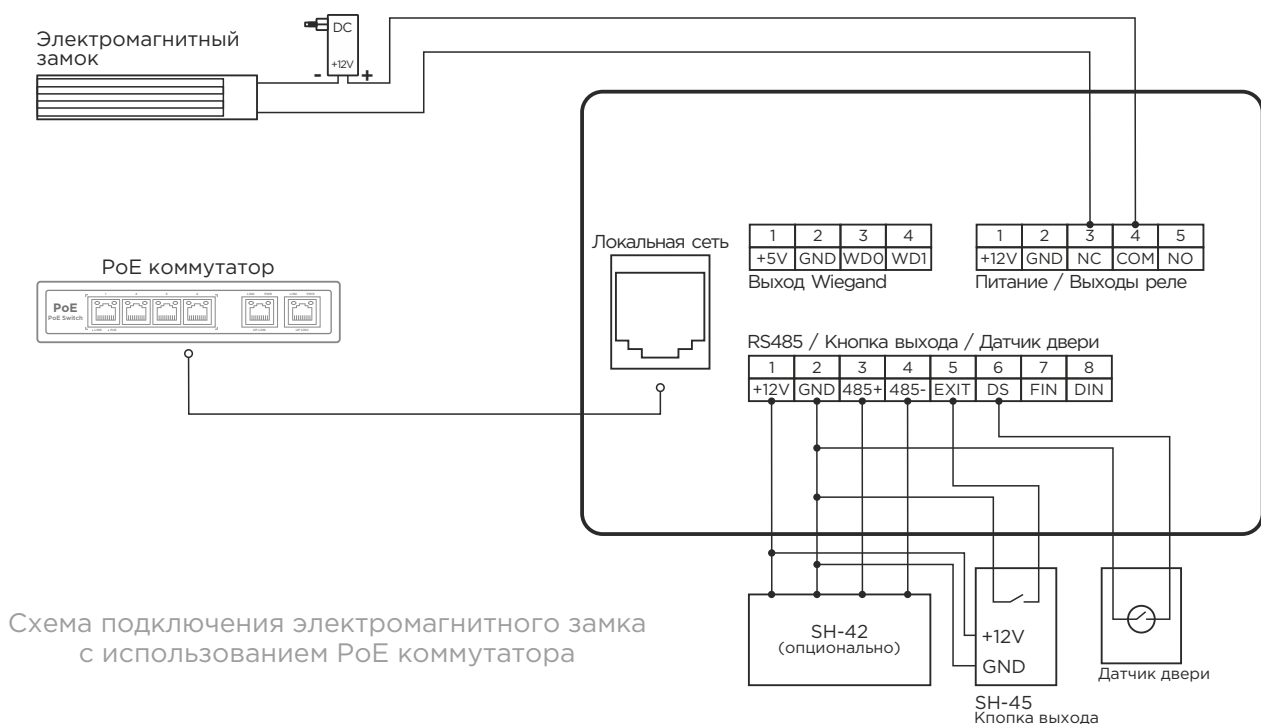 Электромагнитный
замок
DC
+12V
- +
Локальная сеть
1 2 3 4
+5V GND WD0 WD1
Выход Wiegand
1 2 3 4 5
+12V GND NC COM NO
Питание / Выходы реле
PoE коммутатор
PoE
PoE Switch
RS485 / Кнопка выхода / Датчик двери
1 2 3 4 5 6 7 8
+12V GND 485+ 485- EXIT DS FIN DIN
Схема подключения электромагнитного замка
с использованием PoE коммутатора
SH-42
(опционально)
+12V
GND
SH-45
Кнопка выхода
Датчик двери